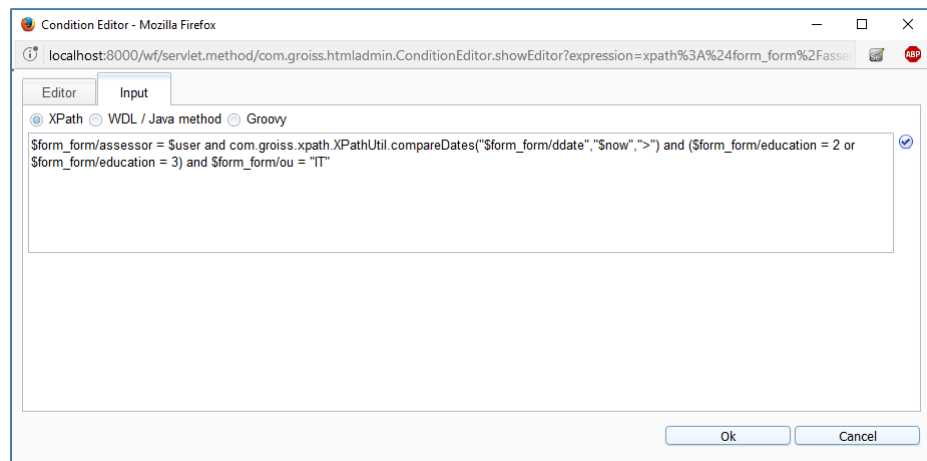 Condition Editor - Mozilla Firefox
localhost:8000/wf/servlet.method/com.groiss.htmladmin.ConditionEditor.showEditor?expression=xpath%3A%24form_form%2Fasse
ABP
Editor Input
XPath WDL / Java method Groovy
$form_form/assessor = $user and com.groiss.xpath.XPathUtil.compareDates("$form_form/ddate","$now",">") and ($form_form/education = 2 or
$form_form/education = 3) and $form_form/ou = "IT"
Ok Cancel